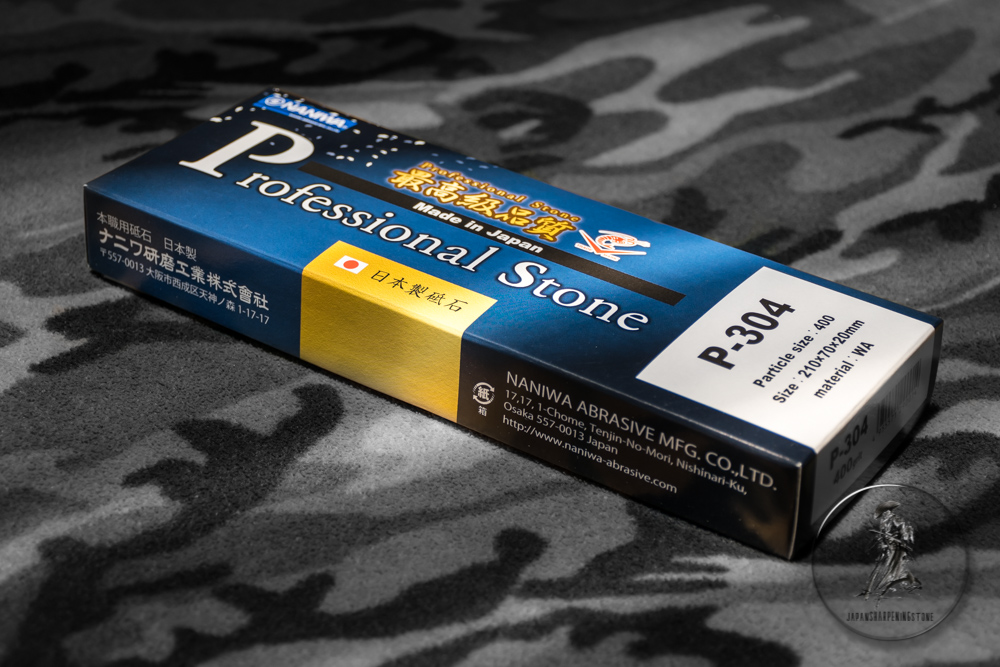 NANIWA
Professional Stone
Professional Stone
最高級品質
Made in Japan
P-304
Particle size : 400
Size : 210×70×20mm
material : WA
本職用砥石 日本製
ナニワ研磨工業株式會社
〒557-0013 大阪市西成区天神ノ森 1-17-17
日本製砥石
紙
箱
NANIWA ABRASIVE MFG. CO.,LTD.
17,17, 1-Chome, Tenjin-No-Mori, Nishinari-Ku,
Osaka 557-0013 Japan
http://www.naniwa-abrasive.com
P-304
JAPANSHARPENINGSTONE